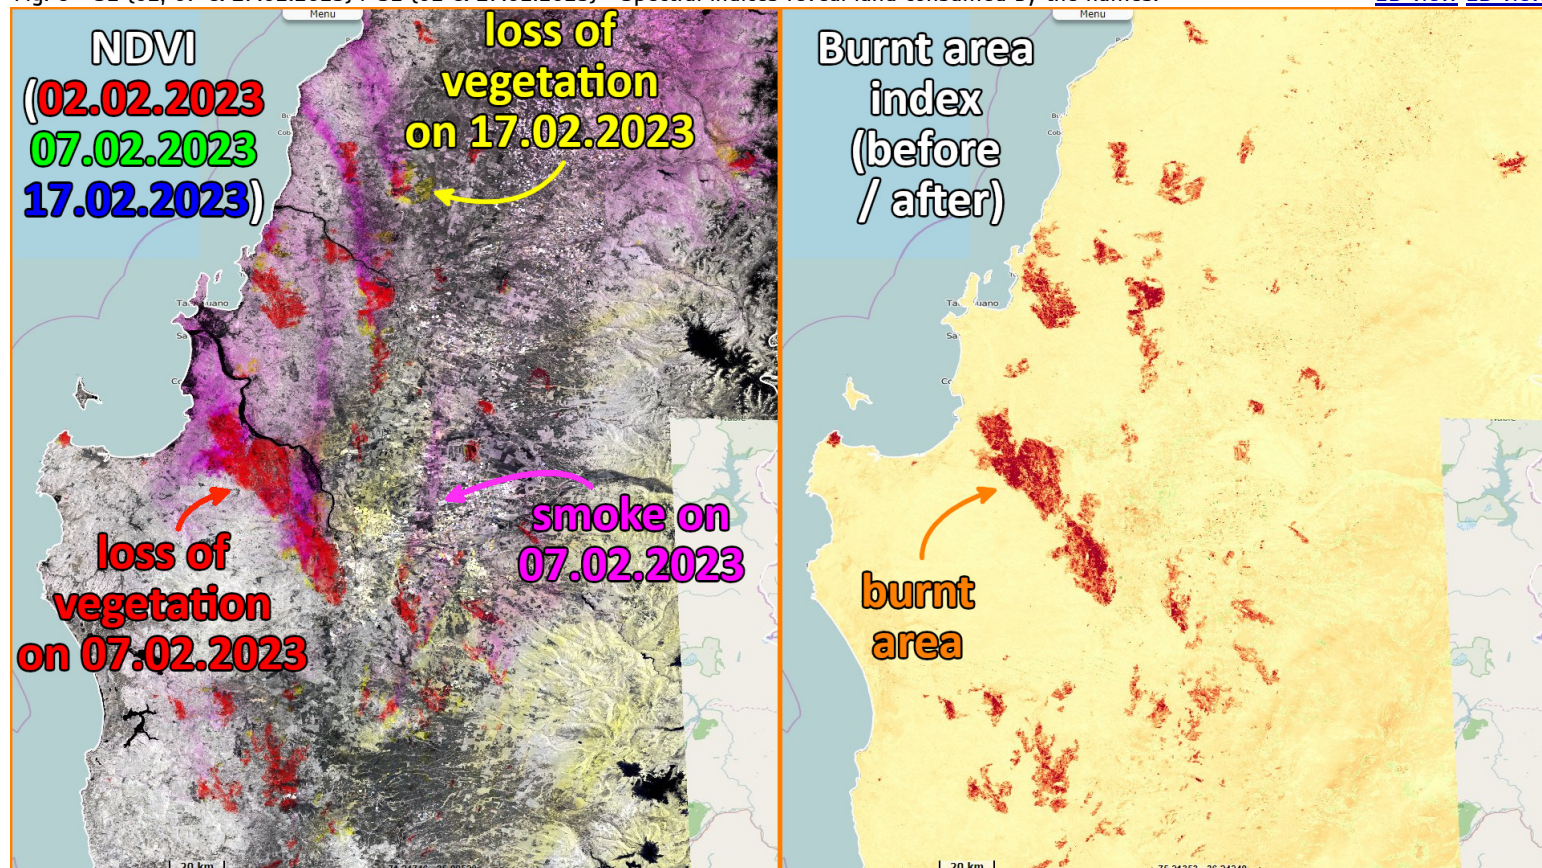 Menu
Menu
NDVI
(02.02.2023
07.02.2023
17.02.2023)
loss of
vegetation
on 17.02.2023
smoke on
07.02.2023
loss of
vegetation
on 07.02.2023
20 km
Burnt area
index
(before
/ after)
burnt
area
20 km